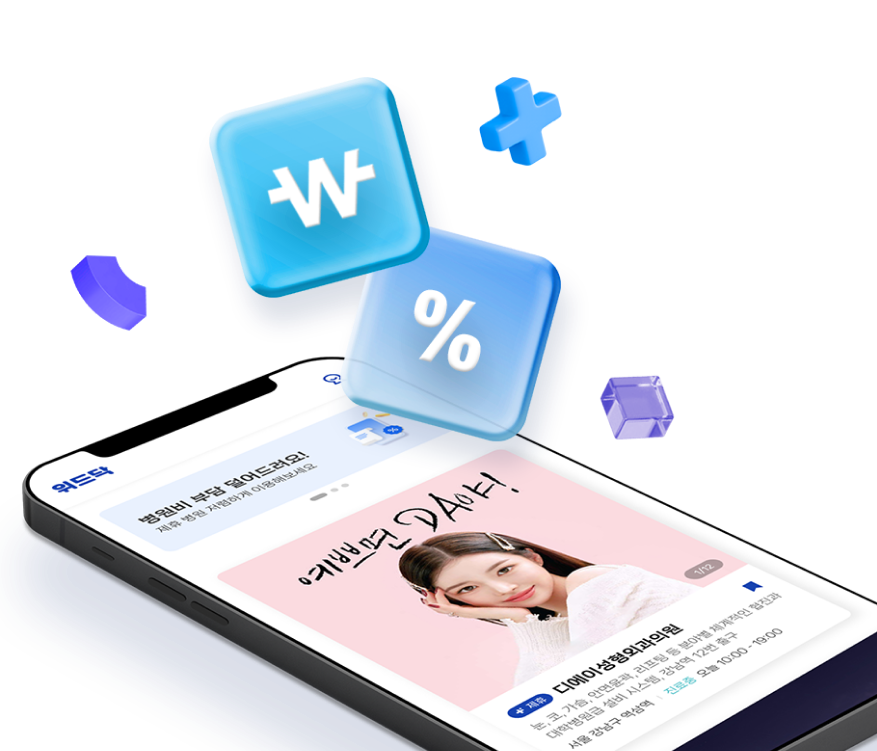 ₩
%
위드닥
병원비 부담 덜어드려요!
제휴 병원 저렴하게 이용해보세요
예쁘면 DA야!
1/12
제휴 디에이성형외과의원
눈, 코, 가슴, 안면윤곽, 리프팅 등 분야별 체계적인 협진과
대학병원급 설비 시스템, 강남역 12번 출구
서울 강남구 역삼역 | 진료중 오늘 10:00 - 19:00